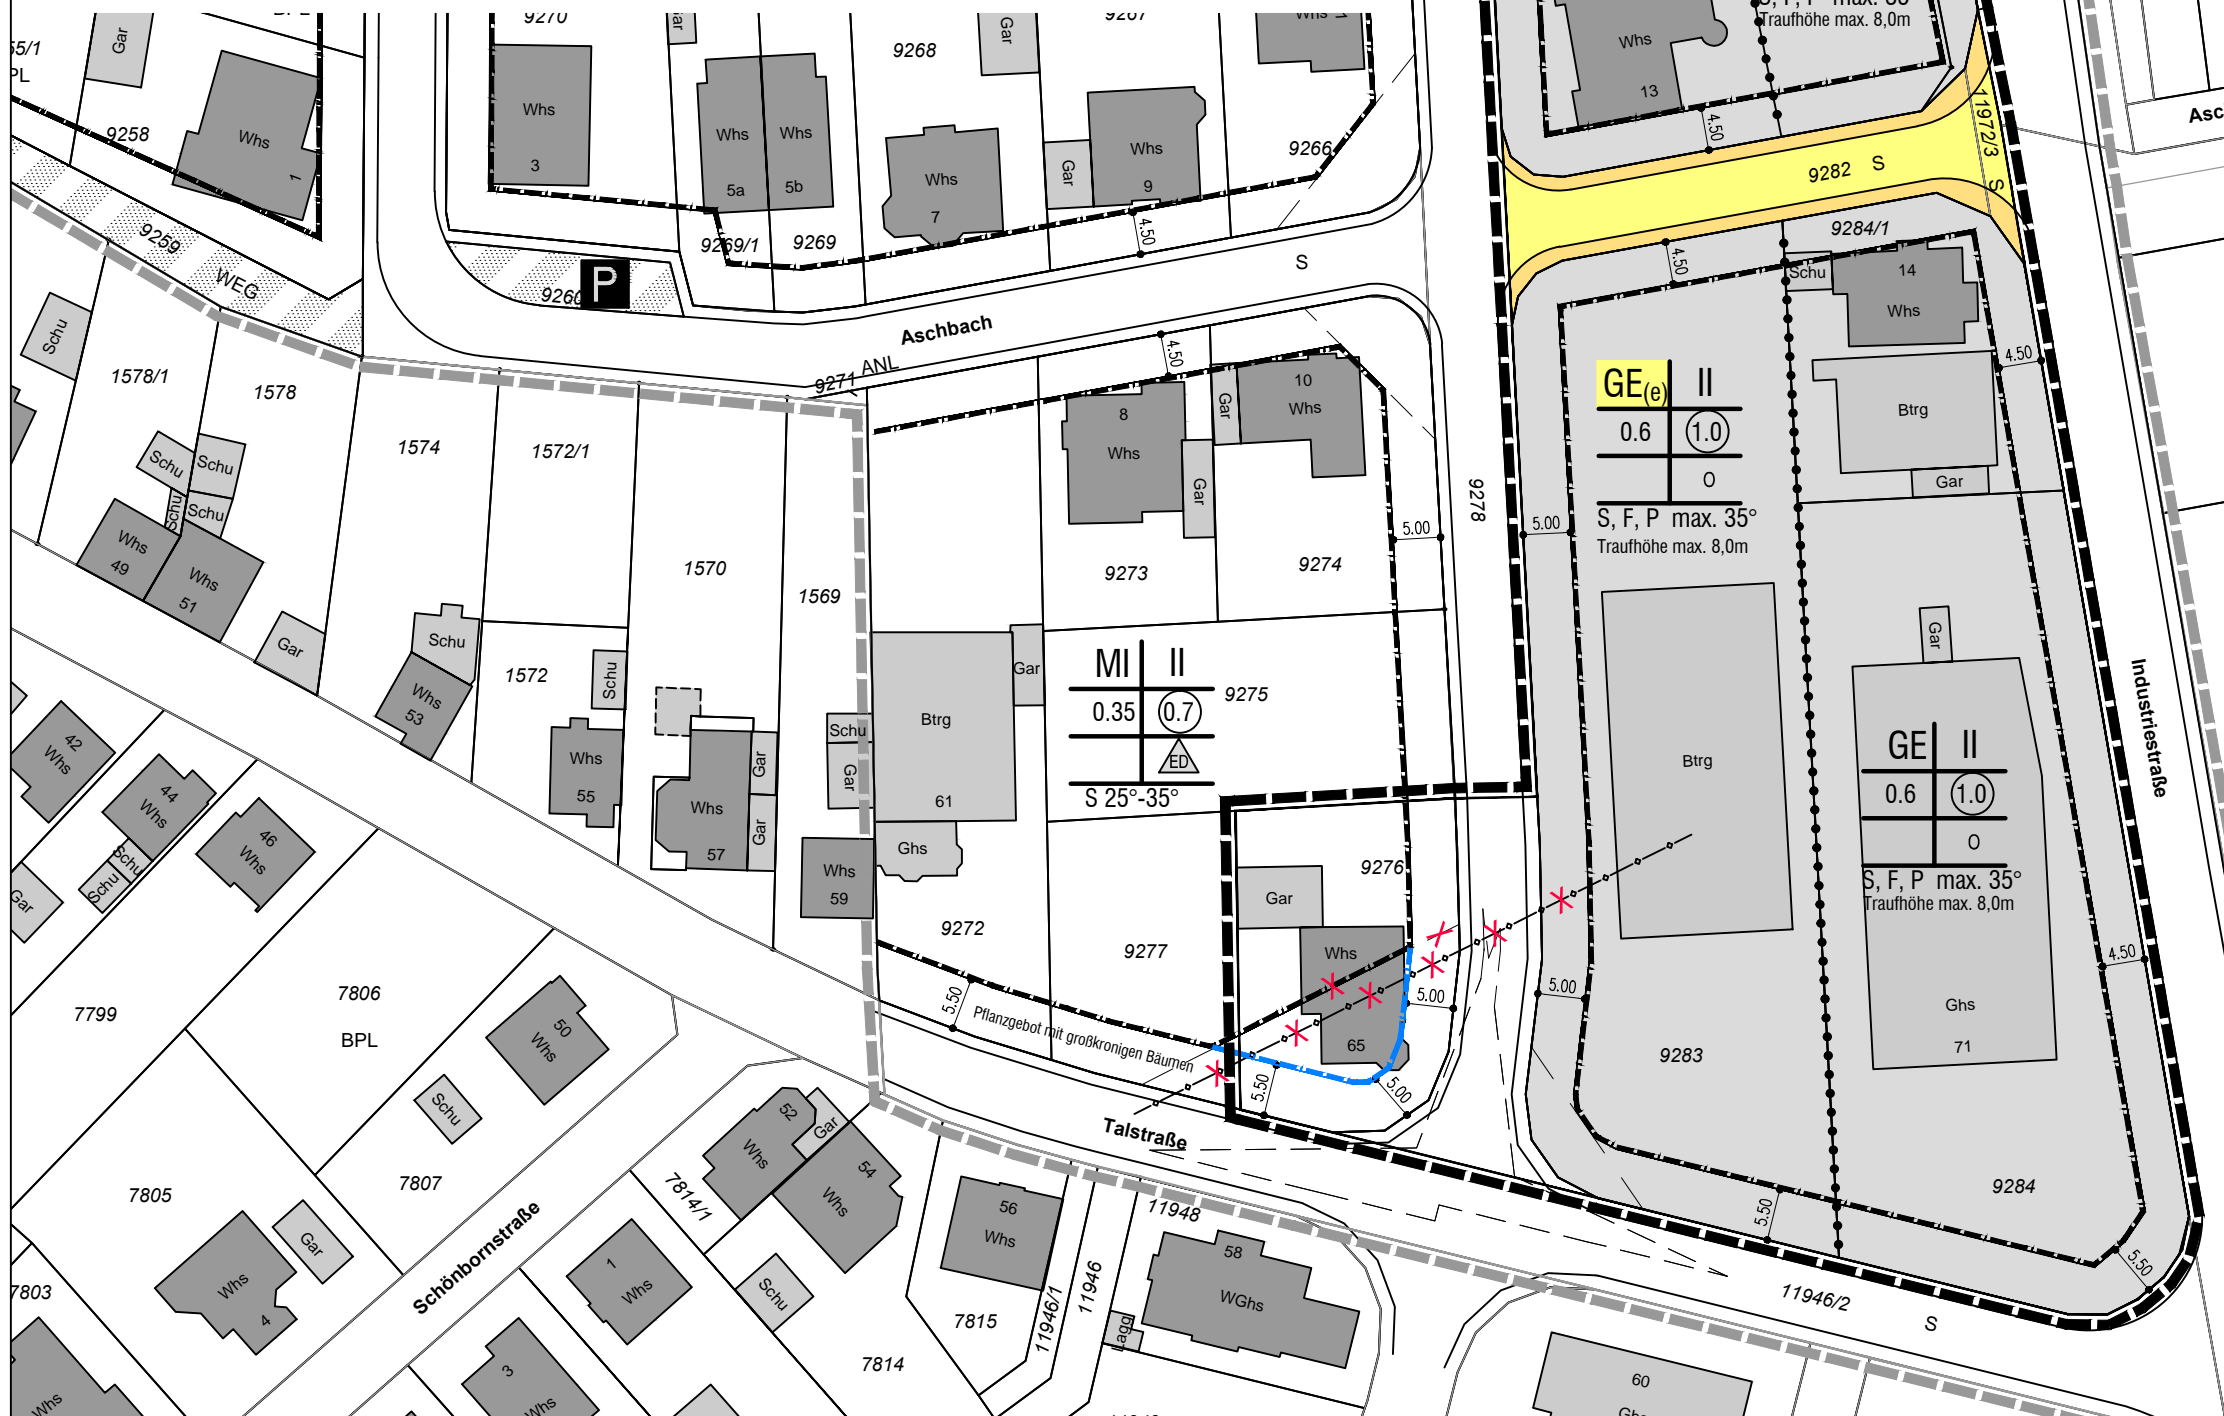 9270
9267
S, F, P max. 35°
Traufhöhe max. 8,0m
55/1
PL
Gar
Gar
9268
Gar
Whs
Whs
13
9258
Whs
1
Whs
3
Whs
5a
Whs
5b
Whs
7
Gar
Whs
9
9266
4.50
11972/3
S
9282 S
9259
WEG
9260
P
9269/1
9269
4.50
S
9284/1
4.50
Schu
14
Whs
Aschbach
9271 ANL
4.50
4.50
Schu
1578/1
1578
1574
1572/1
1570
1569
8
Whs
Gar
Gar
10
Whs
9278
5.00
5.00
GE(e) II
0.6 1.0
O
S, F, P max. 35°
Traufhöhe max. 8,0m
Btrg
Gar
Schu
Schu
Schu
Schu
Whs
49
Whs
51
Gar
Schu
Whs
53
1572
Schu
Whs
55
Whs
57
Gar
Gar
Schu
Gar
Whs
59
9273
9274
Btrg
61
Gar
Ghs
MI II
0.35 0.7
ED
S 25°-35°
9275
Gar
Btrg
GE II
0.6 1.0
O
S, F, P max. 35°
Traufhöhe max. 8,0m
Industriestraße
42
Whs
44
Whs
46
Whs
Schu
Schu
Gar
9272
9277
9276
Gar
Whs
65
5.00
5.00
4.50
Ghs
71
9283
9284
5.50
Pflanzgebot mit großkronigen Bäumen
5.50
5.00
5.50
5.50
Talstraße
7799
7806
BPL
50
Whs
Schu
7805
7807
Schönbornstraße
52
Whs
Gar
54
Whs
7814/1
Whs
4
Gar
7803
Whs
1
Whs
3
Whs
Schu
7814
56
Whs
7815
11946/1
11946
11948
58
WGhs
Lagg
11946/2
S
60